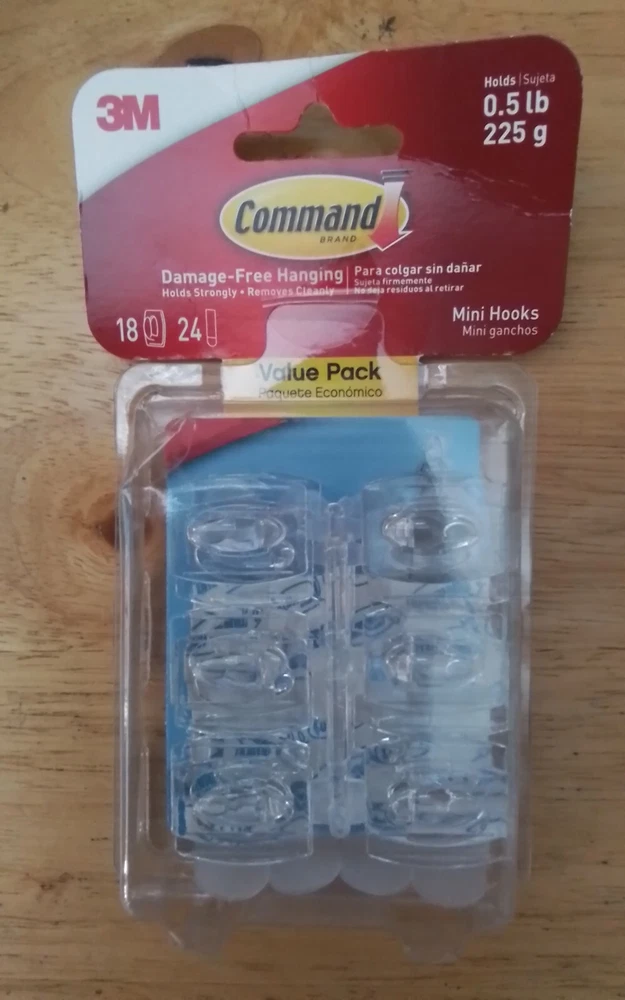 3M
Holds | Sujeta
0.5 lb
225 g
Command
BRAND
Damage-Free Hanging
Holds Strongly • Removes Cleanly
Para colgar sin dañar
Sujeta firmemente
No deja residuos al retirar
18 24
Mini Hooks
Mini ganchos
Value Pack
Paquete Económico